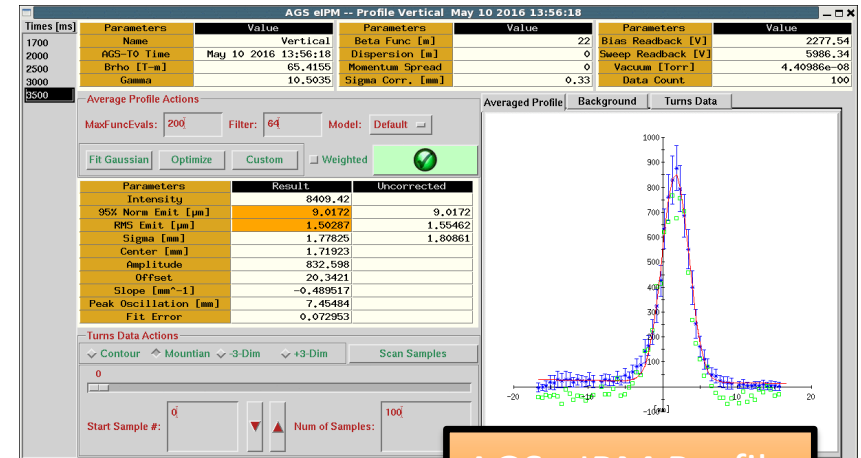 AGS eIPM -- Profile Vertical May 10 2016 13:56:18
Times [ms]
1700
2000
2500
3000
3500
Parameters Value Parameters Value Parameters Value
Name Vertical Beta Func [m] 22 Bias Readback [V] 2277.54
AGS-T0 Time May 10 2016 13:56:18 Dispersion [m] 0 Sweep Readback [V] 5986.34
Brho [T-m] 65.4155 Momentum Spread 0 Vacuum [Torr] 4.40986e-08
Gamma 10.5035 Sigma Corr. [mm] 0.33 Data Count 100
Average Profile Actions
MaxFuncEvals: 200 Filter: 64 Model: Default
Fit Gaussian Optimize Custom Weighted
Parameters Result Uncorrected
Intensity 8409.42
95% Norm Emit [µm] 9.0172 9.0172
RMS Emit [µm] 1.50287 1.55462
Sigma [mm] 1.77825 1.80861
Center [mm] 1.71923
Amplitude 832.598
Offset 20.3421
Slope [mm^-1] -0.489517
Peak Oscillation [mm] 7.45484
Fit Error 0.072953
Turns Data Actions
Contour Mountian -3-Dim +3-Dim Scan Samples
0
Start Sample #: 0 Num of Samples: 100
Averaged Profile Background Turns Data
1000
900
800
700
600
500
400
300
200
100
-20 -10 10 20
-100
[mm]